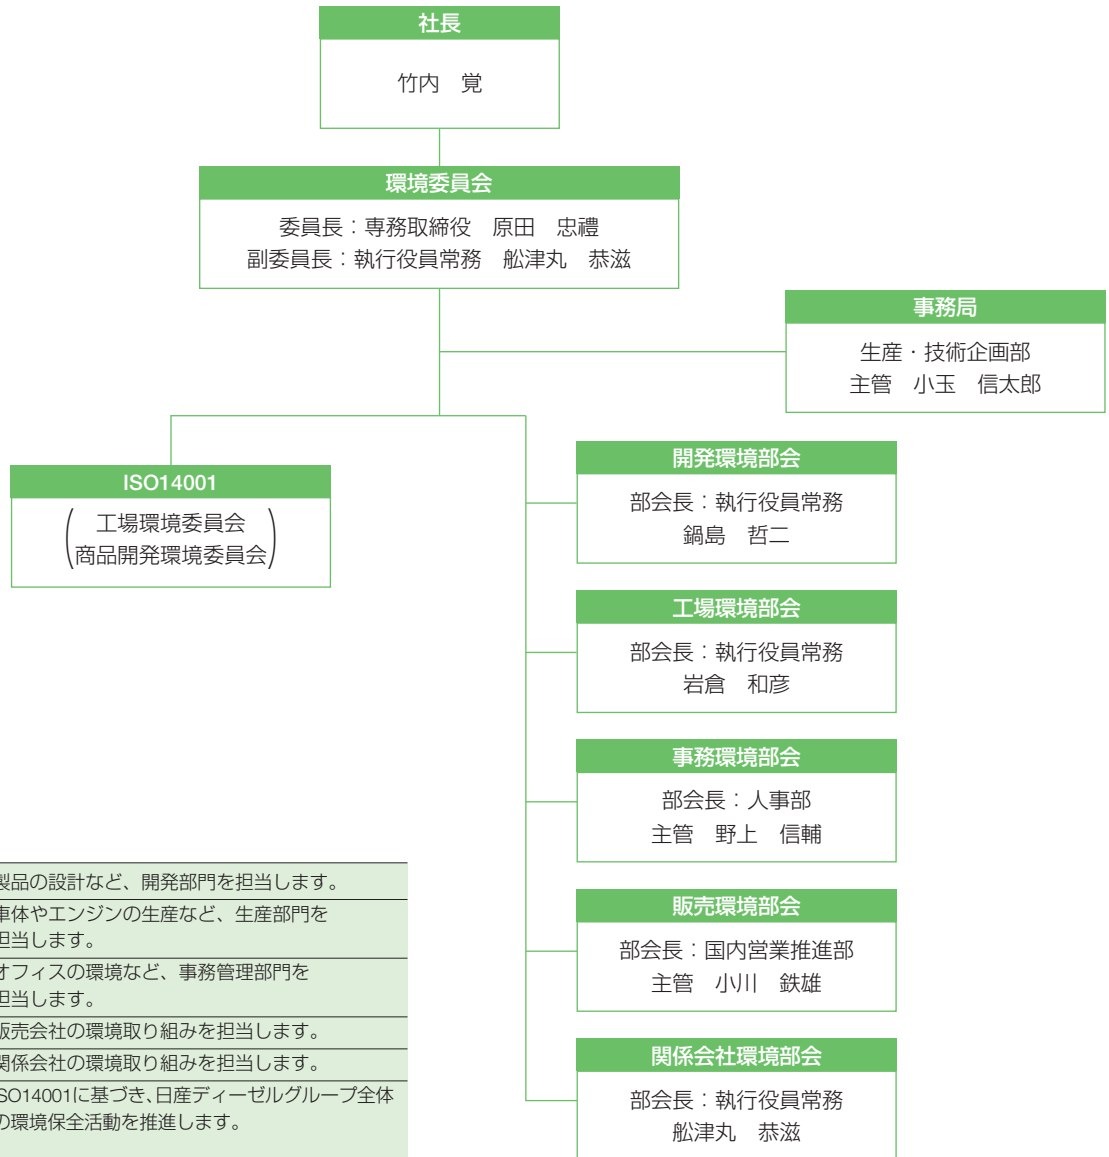 社長
竹内　覚
環境委員会
委員長：専務取締役　原田　忠禮
副委員長：執行役員常務　舩津丸　恭滋
事務局
生産・技術企画部
主管　小玉　信太郎
ISO14001
工場環境委員会
商品開発環境委員会
開発環境部会
部会長：執行役員常務
鍋島　哲二
工場環境部会
部会長：執行役員常務
岩倉　和彦
事務環境部会
部会長：人事部
主管　野上　信輔
販売環境部会
部会長：国内営業推進部
主管　小川　鉄雄
関係会社環境部会
部会長：執行役員常務
舩津丸　恭滋
製品の設計など、開発部門を担当します。
車体やエンジンの生産など、生産部門を
担当します。
オフィスの環境など、事務管理部門を
担当します。
販売会社の環境取り組みを担当します。
関係会社の環境取り組みを担当します。
ISO14001に基づき、日産ディーゼルグループ全体
の環境保全活動を推進します。